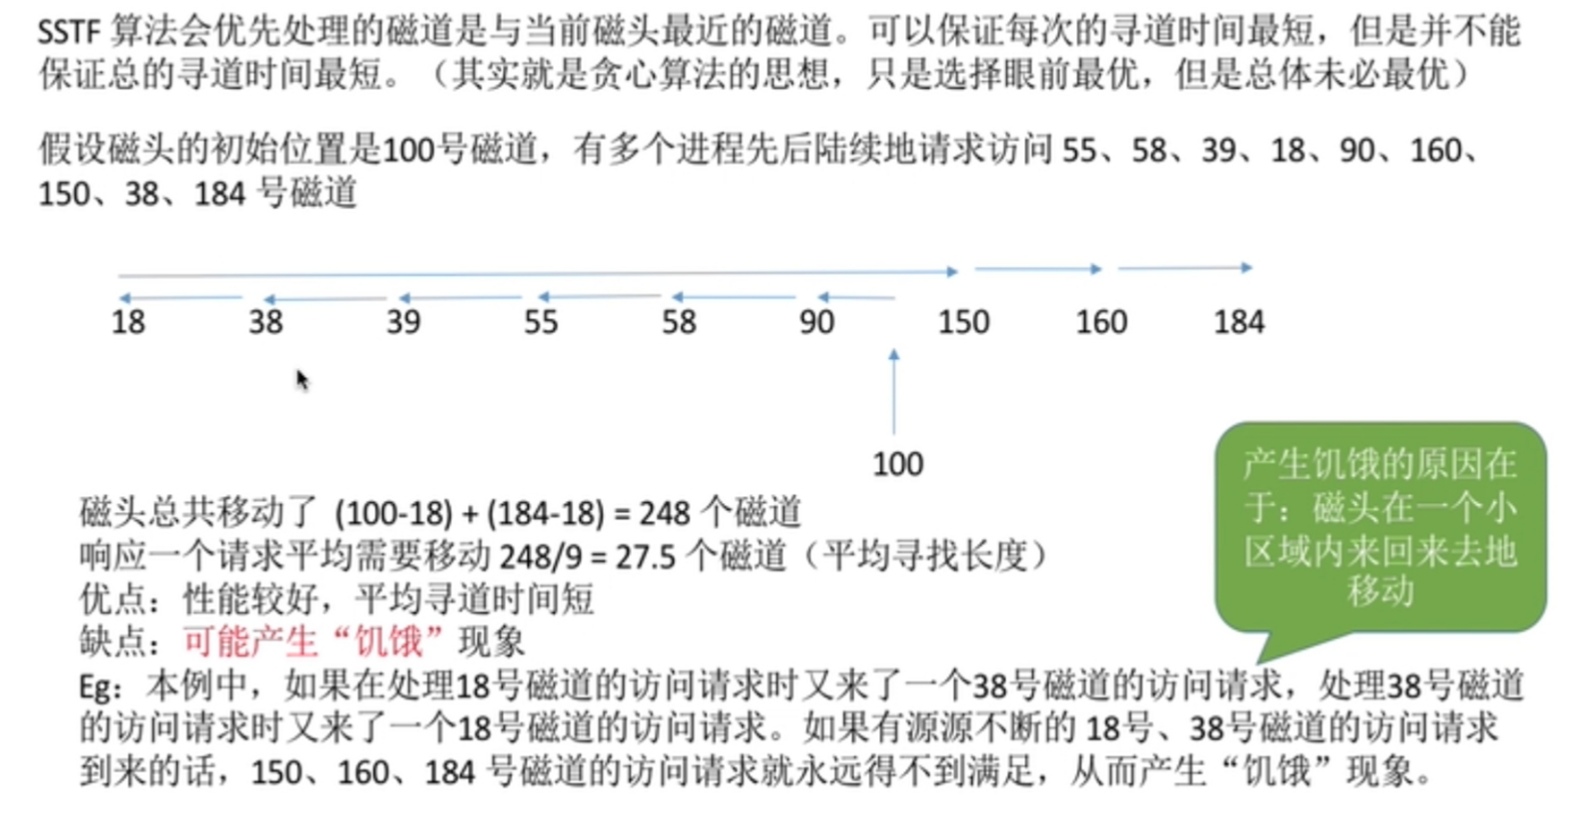 SSTF 算法会优先处理的磁道是与当前磁头最近的磁道。可以保证每次的寻道时间最短，但是并不能
保证总的寻道时间最短。（其实就是贪心算法的思想，只是选择眼前最优，但是总体未必最优）
假设磁头的初始位置是100号磁道，有多个进程先后陆续地请求访问 55、58、39、18、90、160、
150、38、184 号磁道
18 38 39 55 58 90 150 160 184
100
产生饥饿的原因在
于：磁头在一个小
区域内来回来去地
移动
磁头总共移动了 (100-18) + (184-18) = 248 个磁道
响应一个请求平均需要移动 248/9 = 27.5 个磁道（平均寻找长度）
优点：性能较好，平均寻道时间短
缺点：可能产生“饥饿”现象
Eg：本例中，如果在处理18号磁道的访问请求时又来了一个38号磁道的访问请求，处理38号磁道
的访问请求时又来了一个18号磁道的访问请求。如果有源源不断的 18号、38号磁道的访问请求
到来的话，150、160、184 号磁道的访问请求就永远得不到满足，从而产生“饥饿”现象。